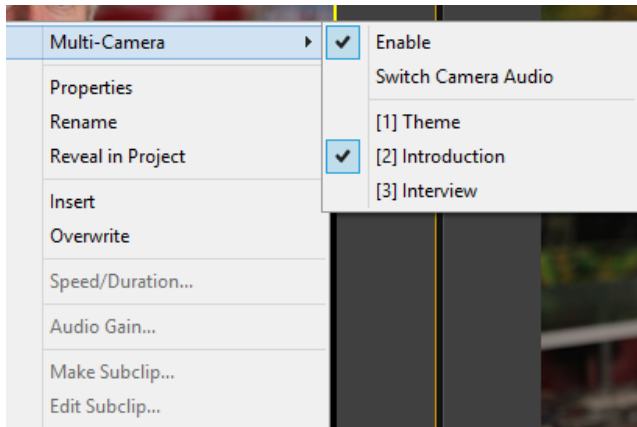 Multi-Camera
Properties
Rename
Reveal in Project
Insert
Overwrite
Speed/Duration...
Audio Gain...
Make Subclip...
Edit Subclip...
Enable
Switch Camera Audio
[1] Theme
[2] Introduction
[3] Interview